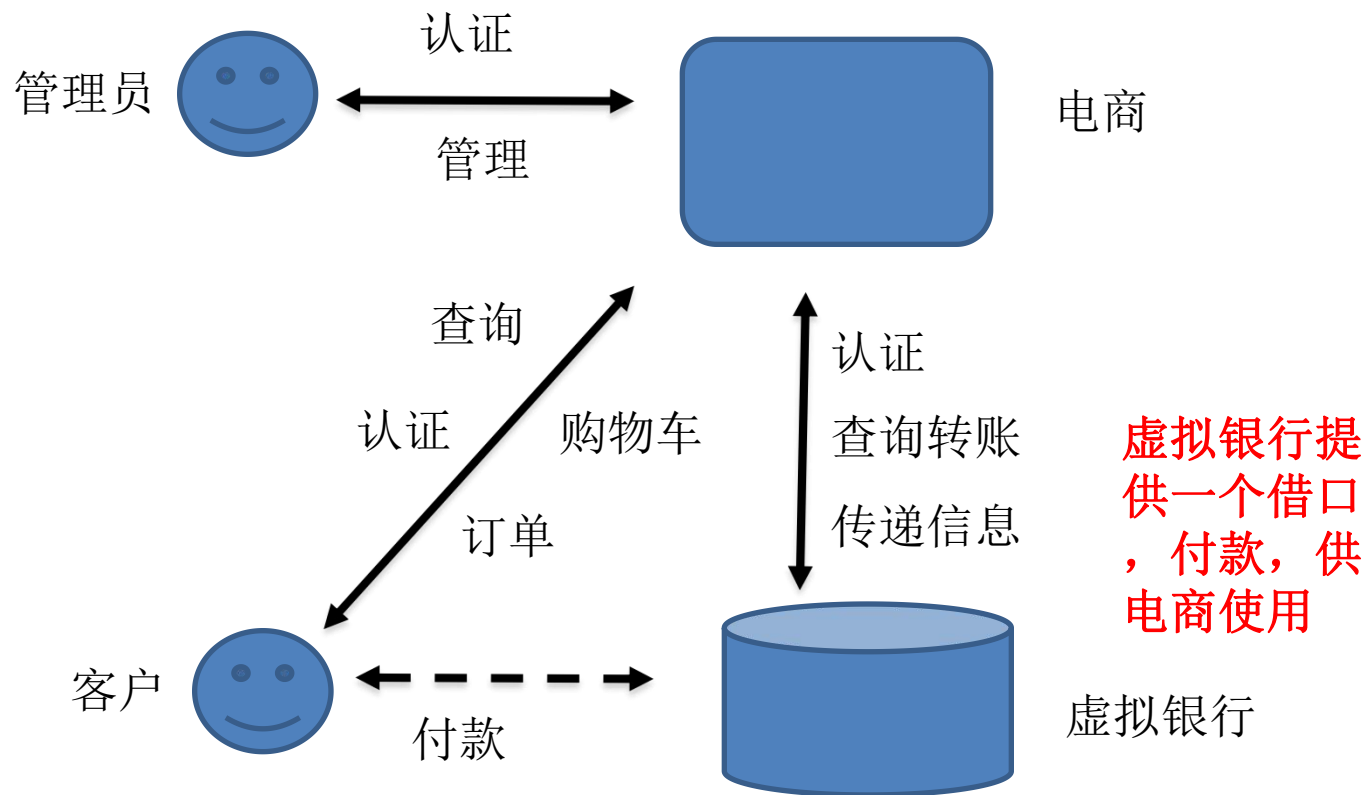 认证
管理员
管理
电商
查询
认证
购物车
订单
认证
查询转账
传递信息
虚拟银行提
供一个借口
，付款，供
电商使用
客户
付款
虚拟银行